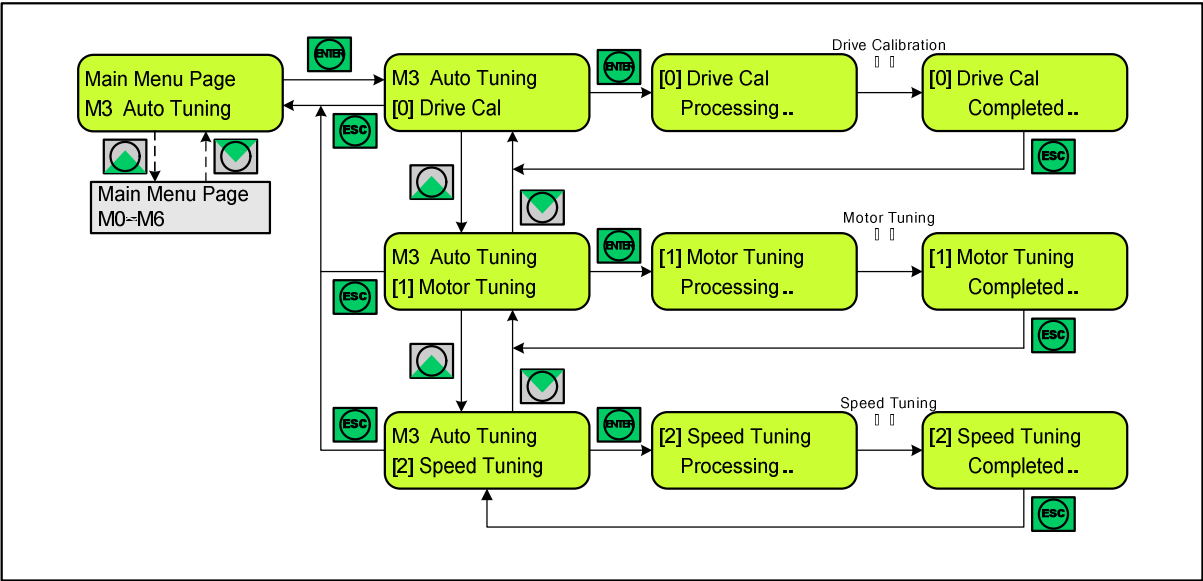 Main Menu Page
M3 Auto Tuning
ENTER
M3 Auto Tuning
[0] Drive Cal
ENTER
[0] Drive Cal
Processing..
Drive Calibration
[0] Drive Cal
Completed..
ESC
ESC
Main Menu Page
M0~M6
M3 Auto Tuning
[1] Motor Tuning
ENTER
[1] Motor Tuning
Processing..
Motor Tuning
[1] Motor Tuning
Completed..
ESC
ESC
M3 Auto Tuning
[2] Speed Tuning
ESC
ENTER
[2] Speed Tuning
Processing..
Speed Tuning
[2] Speed Tuning
Completed..
ESC